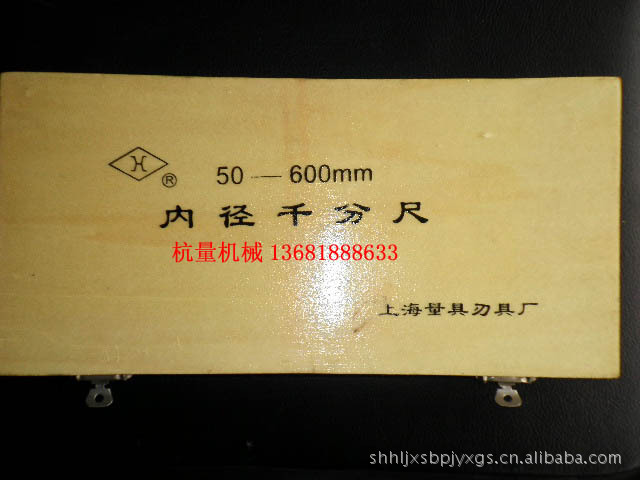 H
®
50—600mm
内径千分尺
杭量机械 13681888633
上海量具刃具厂
shhljxsbpjyxgs.cn.alibaba.com